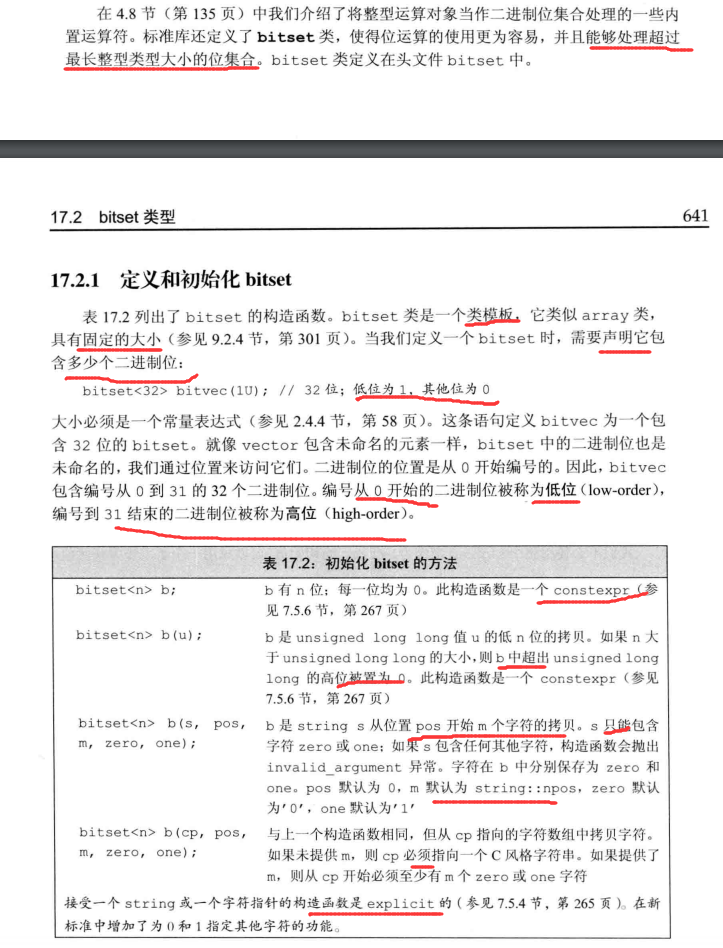 在 4.8 节（第 135 页）中我们介绍了将整型运算对象当作二进制位集合处理的一些内
置运算符。标准库还定义了 bitset 类，使得位运算的使用更为容易，并且能够处理超过
最长整型类型大小的位集合。bitset 类定义在头文件 bitset 中。
17.2 bitset 类型 641
17.2.1 定义和初始化 bitset
表 17.2 列出了 bitset 的构造函数。bitset 类是一个类模板，它类似 array 类，
具有固定的大小（参见 9.2.4 节，第 301 页）。当我们定义一个 bitset 时，需要声明它包
含多少个二进制位：
bitset<32> bitvec(1U); // 32 位；低位为 1，其他位为 0
大小必须是一个常量表达式（参见 2.4.4 节，第 58 页）。这条语句定义 bitvec 为一个包
含 32 位的 bitset。就像 vector 包含未命名的元素一样，bitset 中的二进制位也是
未命名的，我们通过位置来访问它们。二进制位的位置是从 0 开始编号的。因此，bitvec
包含编号从 0 到 31 的 32 个二进制位。编号从 0 开始的二进制位被称为低位（low-order），
编号到 31 结束的二进制位被称为高位（high-order）。
表 17.2：初始化 bitset 的方法
bitset<n> b; b 有 n 位；每一位均为 0。此构造函数是一个 constexpr（参
见 7.5.6 节，第 267 页）
bitset<n> b(u); b 是 unsigned long long 值 u 的低 n 位的拷贝。如果 n 大
于 unsigned long long 的大小，则 b 中超出 unsigned long
long 的高位被置为 0。此构造函数是一个 constexpr（参见
7.5.6 节，第 267 页）
bitset<n> b(s, pos, b 是 string s 从位置 pos 开始 m 个字符的拷贝。s 只能包含
m, zero, one); 字符 zero 或 one；如果 s 包含任何其他字符，构造函数会抛出
invalid_argument 异常。字符在 b 中分别保存为 zero 和
one。pos 默认为 0，m 默认为 string::npos，zero 默认
为'0'，one 默认为'1'
bitset<n> b(cp, pos, 与上一个构造函数相同，但从 cp 指向的字符数组中拷贝字符。
m, zero, one); 如果未提供 m，则 cp 必须指向一个 C 风格字符串。如果提供了
m，则从 cp 开始必须至少有 m 个 zero 或 one 字符
接受一个 string 或一个字符指针的构造函数是 explicit 的（参见 7.5.4 节，第 265 页）。在新
标准中增加了为 0 和 1 指定其他字符的功能。